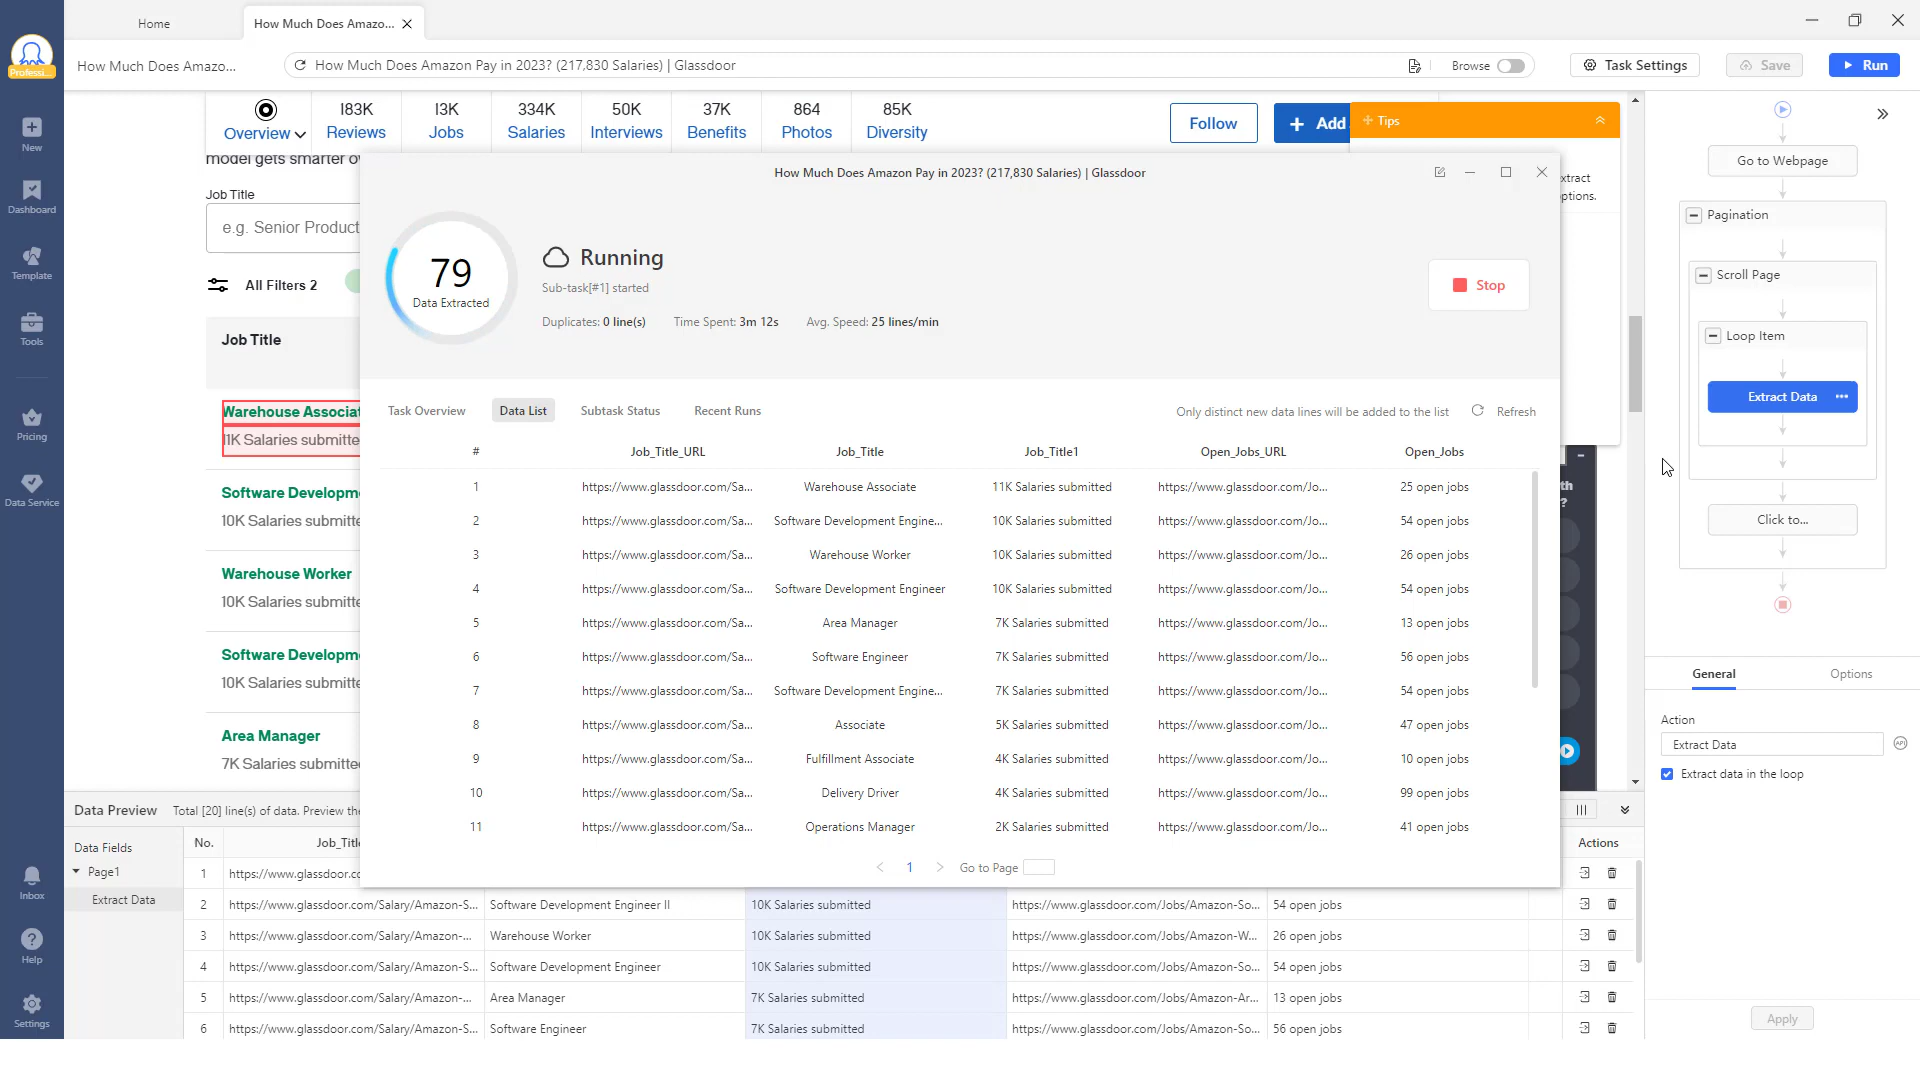 Home
How Much Does Amazo...
Professi...
How Much Does Amazo...
How Much Does Amazon Pay in 2023? (217,830 Salaries) | Glassdoor
Browse
Task Settings
Save
Run
New
Dashboard
Template
Tools
Pricing
Data Service
Inbox
Help
Settings
Overview
183K
Reviews
13K
Jobs
334K
Salaries
50K
Interviews
37K
Benefits
864
Photos
85K
Diversity
Follow
+ Add
Tips
xtract
ptions.
model gets smarter o
Job Title
e.g. Senior Product
All Filters 2
Job Title
Warehouse Associat
11K Salaries submitte
Software Developm
10K Salaries submitte
Warehouse Worker
10K Salaries submitte
Software Developm
10K Salaries submitte
Area Manager
7K Salaries submitte
th
?
How Much Does Amazon Pay in 2023? (217,830 Salaries) | Glassdoor
79
Data Extracted
Running
Sub-task[#1] started
Duplicates: 0 line(s) Time Spent: 3m 12s Avg. Speed: 25 lines/min
Stop
Task Overview Data List Subtask Status Recent Runs
Only distinct new data lines will be added to the list Refresh
# Job_Title_URL Job_Title Job_Title1 Open_Jobs_URL Open_Jobs
1 https://www.glassdoor.com/Sa... Warehouse Associate 11K Salaries submitted https://www.glassdoor.com/Jo... 25 open jobs
2 https://www.glassdoor.com/Sa... Software Development Engine... 10K Salaries submitted https://www.glassdoor.com/Jo... 54 open jobs
3 https://www.glassdoor.com/Sa... Warehouse Worker 10K Salaries submitted https://www.glassdoor.com/Jo... 26 open jobs
4 https://www.glassdoor.com/Sa... Software Development Engineer 10K Salaries submitted https://www.glassdoor.com/Jo... 54 open jobs
5 https://www.glassdoor.com/Sa... Area Manager 7K Salaries submitted https://www.glassdoor.com/Jo... 13 open jobs
6 https://www.glassdoor.com/Sa... Software Engineer 7K Salaries submitted https://www.glassdoor.com/Jo... 56 open jobs
7 https://www.glassdoor.com/Sa... Software Development Engine... 7K Salaries submitted https://www.glassdoor.com/Jo... 54 open jobs
8 https://www.glassdoor.com/Sa... Associate 5K Salaries submitted https://www.glassdoor.com/Jo... 47 open jobs
9 https://www.glassdoor.com/Sa... Fulfillment Associate 4K Salaries submitted https://www.glassdoor.com/Jo... 10 open jobs
10 https://www.glassdoor.com/Sa... Delivery Driver 4K Salaries submitted https://www.glassdoor.com/Jo... 99 open jobs
11 https://www.glassdoor.com/Sa... Operations Manager 2K Salaries submitted https://www.glassdoor.com/Jo... 41 open jobs
1 Go to Page
Go to Webpage
Pagination
Scroll Page
Loop Item
Extract Data
Click to...
General Options
Action
Extract Data
API
Extract data in the loop
Apply
Data Preview Total [20] line(s) of data. Preview the
Data Fields
Page1
Extract Data
No. Job_Title Actions
1 https://www.glassdoor.co
2 https://www.glassdoor.com/Salary/Amazon-S... Software Development Engineer II 10K Salaries submitted https://www.glassdoor.com/Jobs/Amazon-So... 54 open jobs
3 https://www.glassdoor.com/Salary/Amazon-... Warehouse Worker 10K Salaries submitted https://www.glassdoor.com/Jobs/Amazon-W... 26 open jobs
4 https://www.glassdoor.com/Salary/Amazon-S... Software Development Engineer 10K Salaries submitted https://www.glassdoor.com/Jobs/Amazon-So... 54 open jobs
5 https://www.glassdoor.com/Salary/Amazon-... Area Manager 7K Salaries submitted https://www.glassdoor.com/Jobs/Amazon-Ar... 13 open jobs
6 https://www.glassdoor.com/Salary/Amazon-S... Software Engineer 7K Salaries submitted https://www.glassdoor.com/Jobs/Amazon-So... 56 open jobs